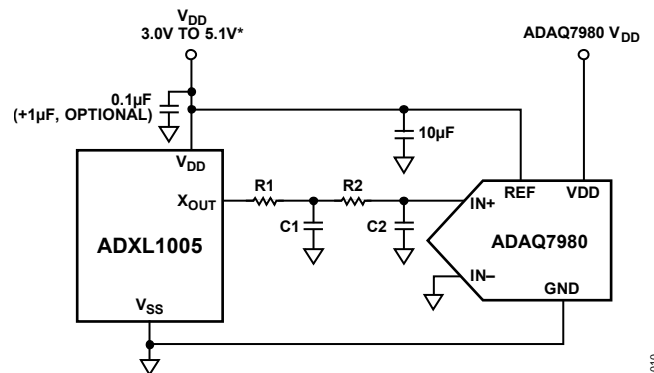 VDD
3.0V TO 5.1V*
ADAQ7980 VDD
0.1µF
(+1µF, OPTIONAL)
10µF
VDD
XOUT
R1
R2
C1
C2
ADXL1005
VSS
REF
VDD
IN+
ADAQ7980
IN–
GND